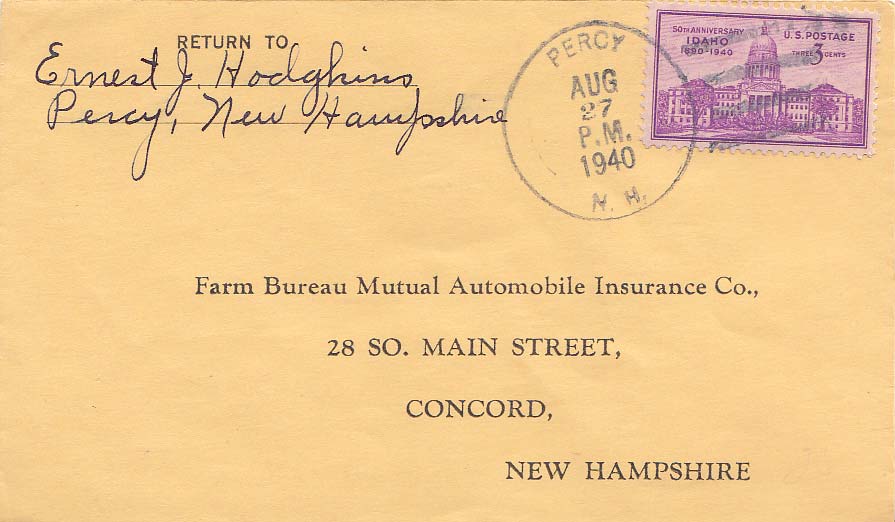 RETURN TO
Ernest J. Hodgkins
Percy, New Hampshire
PERCY
AUG
27
P.M.
1940
N. H.
50TH ANNIVERSARY
IDAHO
1890-1940
U.S. POSTAGE
THREE 3 CENTS
Farm Bureau Mutual Automobile Insurance Co.,
28 SO. MAIN STREET,
CONCORD,
NEW HAMPSHIRE